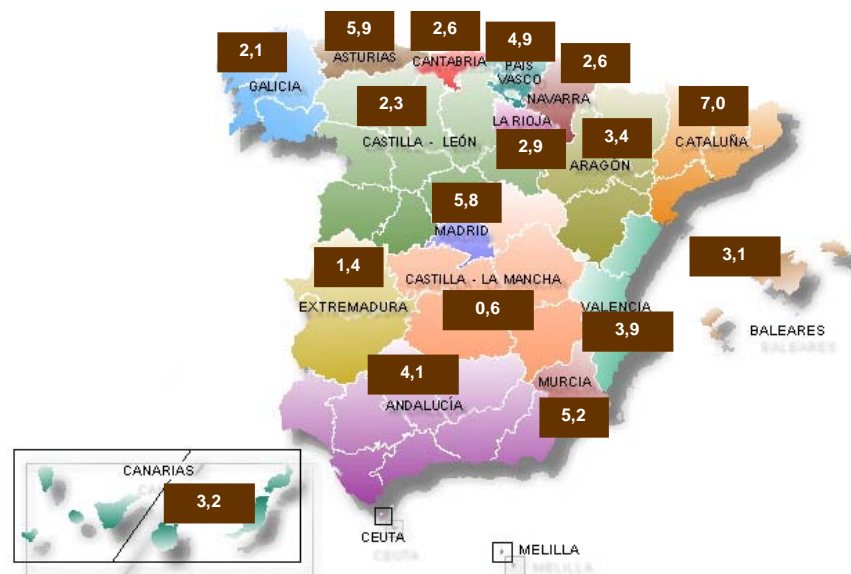 5,9
2,6
4,9
2,1
ASTURIAS
CANTABRIA
PAÍS
VASCO
2,6
GALICIA
NAVARRA
2,3
7,0
LA RIOJA
3,4
CASTILLA - LEÓN
CATALUÑA
2,9
ARAGÓN
5,8
MADRID
1,4
3,1
CASTILLA - LA MANCHA
EXTREMADURA
0,6
VALENCIA
3,9
BALEARES
BALEARES
4,1
MURCIA
ANDALUCÍA
5,2
CANARIAS
3,2
CEUTA
CEUTA
MELILLA
MELILLA